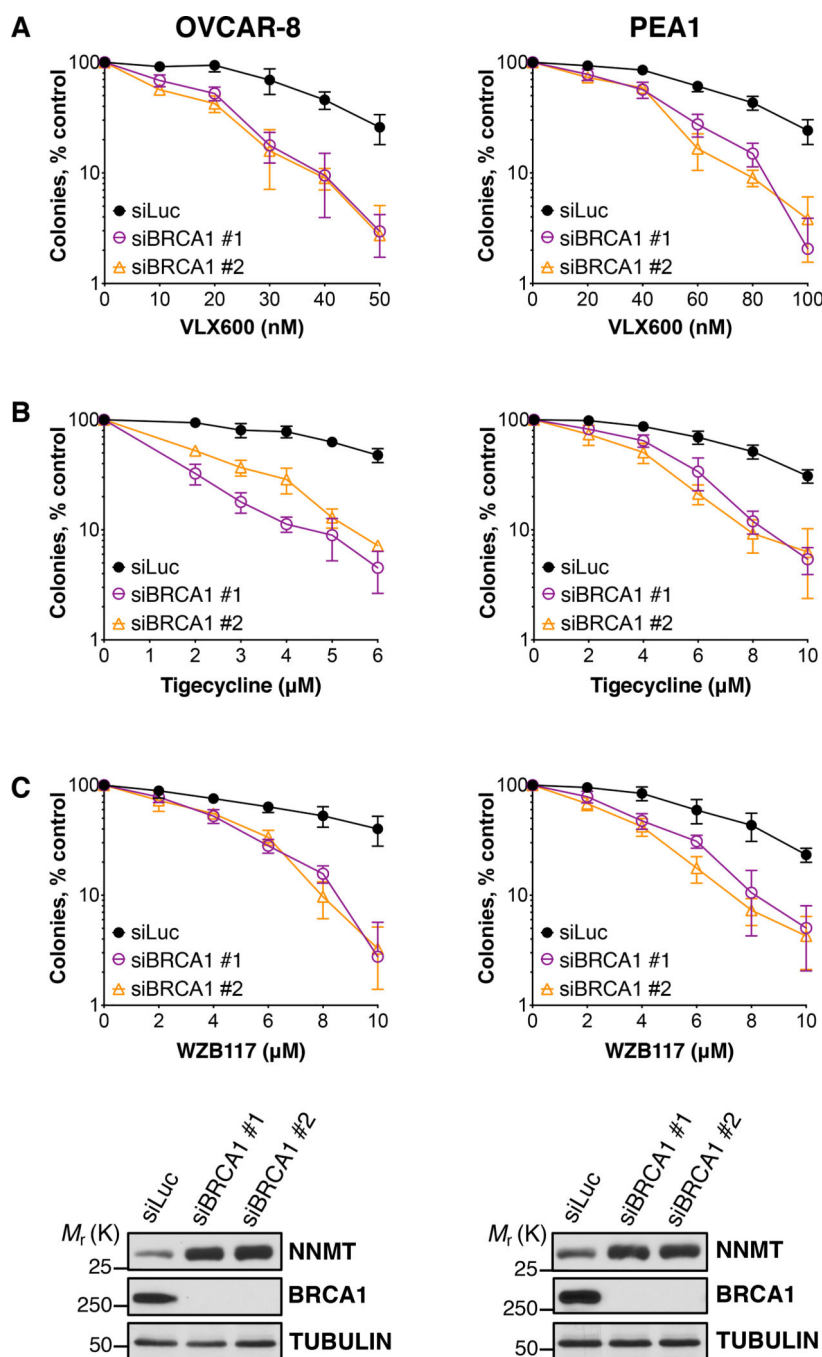 OVCAR-8
PEA1
A
Colonies, % control
100
10
1
siLuc
siBRCA1 #1
siBRCA1 #2
0 10 20 30 40 50
VLX600 (nM)
Colonies, % control
100
10
1
siLuc
siBRCA1 #1
siBRCA1 #2
0 20 40 60 80 100
VLX600 (nM)
B
Colonies, % control
100
10
1
siLuc
siBRCA1 #1
siBRCA1 #2
0 1 2 3 4 5 6
Tigecycline (µM)
Colonies, % control
100
10
1
siLuc
siBRCA1 #1
siBRCA1 #2
0 2 4 6 8 10
Tigecycline (µM)
C
Colonies, % control
100
10
1
siLuc
siBRCA1 #1
siBRCA1 #2
0 2 4 6 8 10
WZB117 (µM)
Colonies, % control
100
10
1
siLuc
siBRCA1 #1
siBRCA1 #2
0 2 4 6 8 10
WZB117 (µM)
siLuc
siBRCA1 #1
siBRCA1 #2
Mr (K)
25
NNMT
250
BRCA1
50
TUBULIN
siLuc
siBRCA1 #1
siBRCA1 #2
Mr (K)
25
NNMT
250
BRCA1
50
TUBULIN